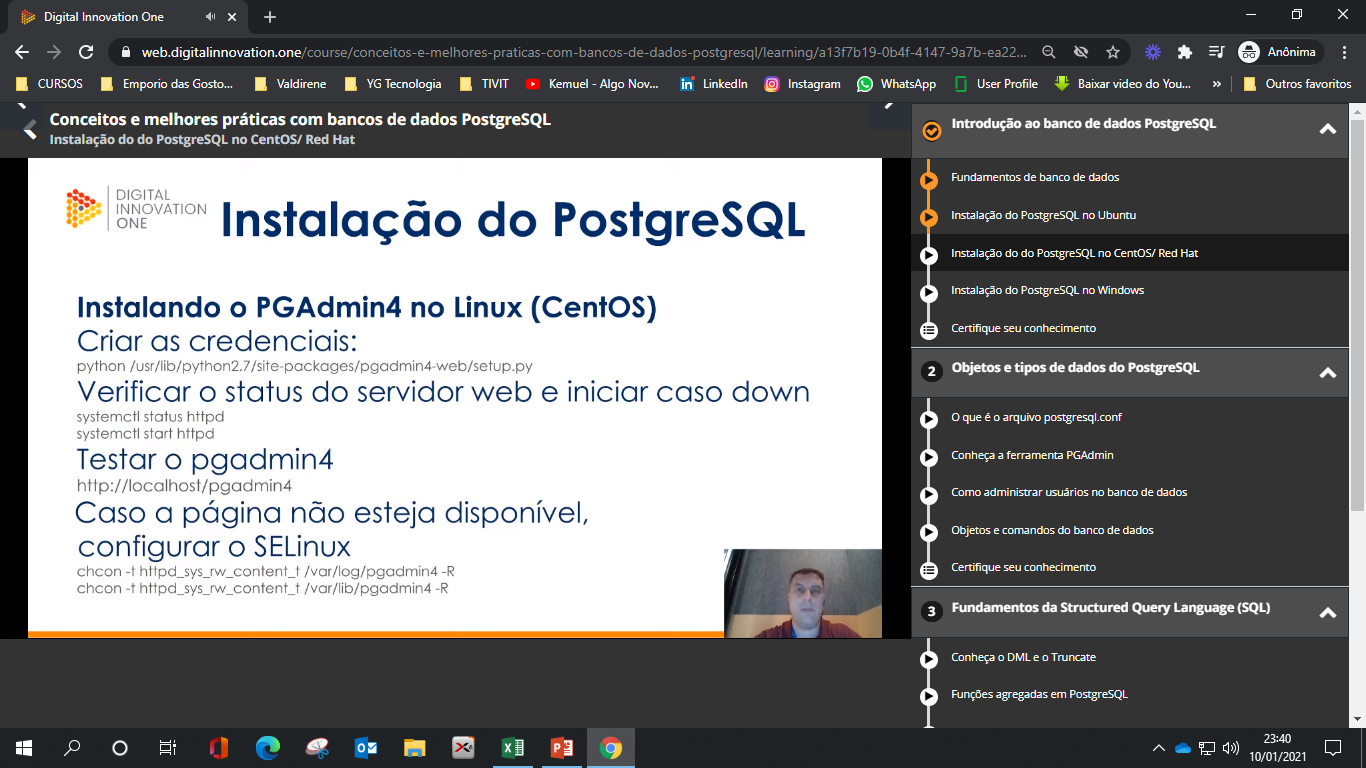 Digital Innovation One
web.digitalinnovation.one/course/conceitos-e-melhores-praticas-com-bancos-de-dados-postgresql/learning/a13f7b19-0b4f-4147-9a7b-ea22...
Anônima
CURSOS
Emporio das Gosto...
Valdirene
YG Tecnologia
TIVIT
Kemuel - Algo Nov...
LinkedIn
Instagram
WhatsApp
User Profile
Baixar video do You...
»
Outros favoritos
Conceitos e melhores práticas com bancos de dados PostgreSQL
Instalação do do PostgreSQL no CentOS/ Red Hat
DIGITAL
INNOVATION
ONE
Instalação do PostgreSQL
Instalando o PGAdmin4 no Linux (CentOS)
Criar as credenciais:
python /usr/lib/python2.7/site-packages/pgadmin4-web/setup.py
Verificar o status do servidor web e iniciar caso down
systemctl status httpd
systemctl start httpd
Testar o pgadmin4
http://localhost/pgadmin4
Caso a página não esteja disponível,
configurar o SELinux
chcon -t httpd_sys_rw_content_t /var/log/pgadmin4 -R
chcon -t httpd_sys_rw_content_t /var/lib/pgadmin4 -R
Introdução ao banco de dados PostgreSQL
Fundamentos de banco de dados
Instalação do PostgreSQL no Ubuntu
Instalação do do PostgreSQL no CentOS/ Red Hat
Instalação do PostgreSQL no Windows
Certifique seu conhecimento
2 Objetos e tipos de dados do PostgreSQL
O que é o arquivo postgresql.conf
Conheça a ferramenta PGAdmin
Como administrar usuários no banco de dados
Objetos e comandos do banco de dados
Certifique seu conhecimento
3 Fundamentos da Structured Query Language (SQL)
Conheça o DML e o Truncate
Funções agregadas em PostgreSQL
23:40
10/01/2021